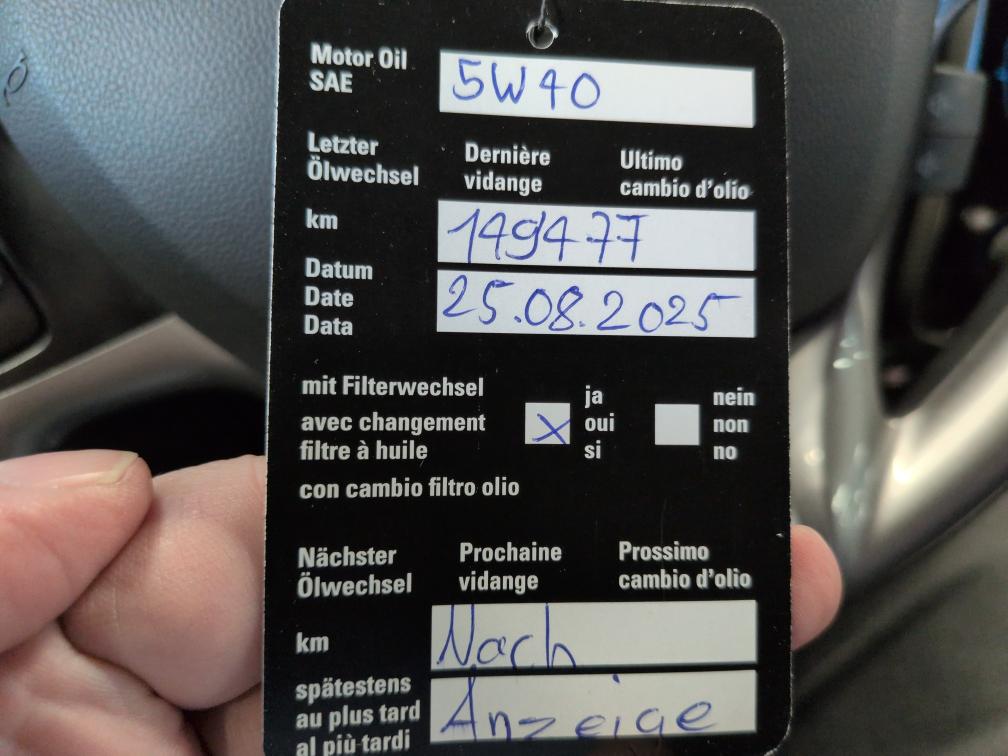 Motor Oil
SAE
5W40
Letzter
Ölwechsel
Dernière
vidange
Ultimo
cambio d'olio
km
149477
Datum
Date
Data
25.08.2025
mit Filterwechsel
avec changement
filtre à huile
con cambio filtro olio
x
ja
oui
si
nein
non
no
Nächster
Ölwechsel
Prochaine
vidange
Prossimo
cambio d'olio
km
Nach
spätestens
au plus tard
al più tardi
Anzeige